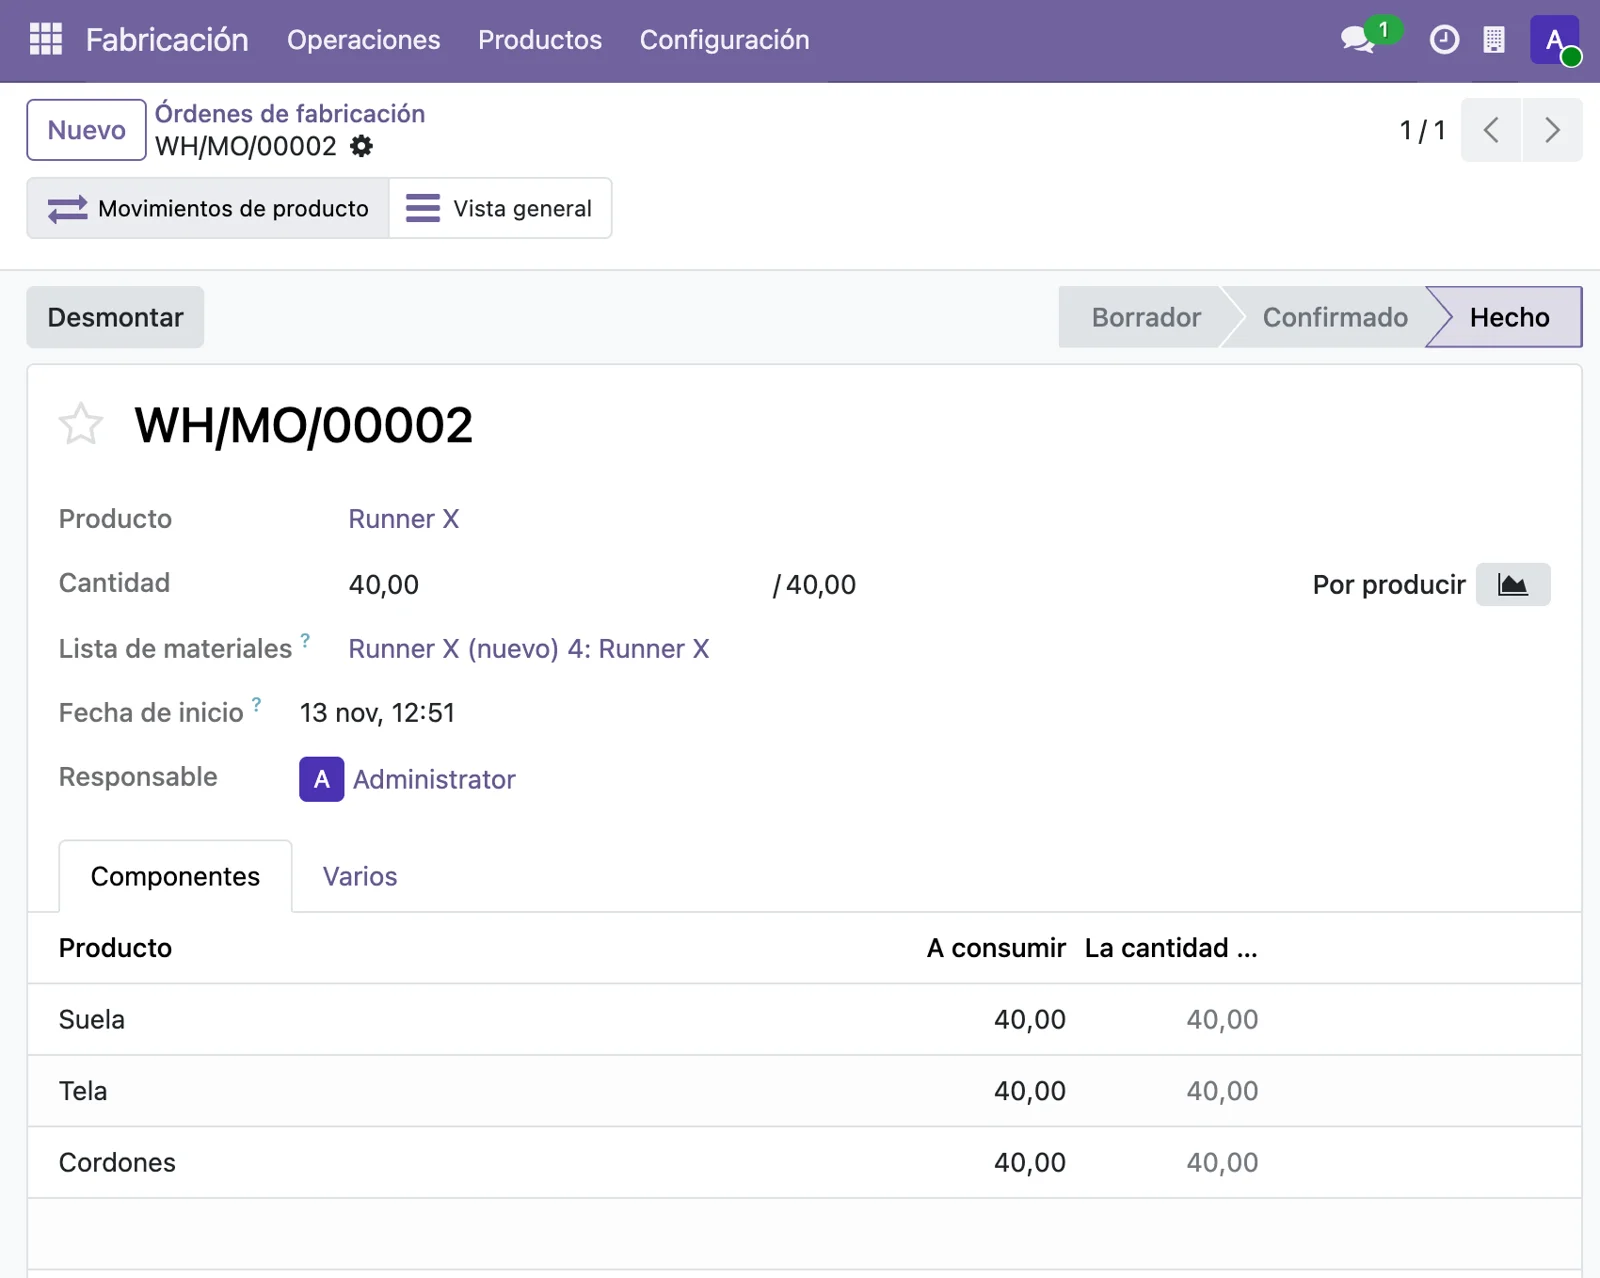 Fabricación Operaciones Productos Configuración 1 A
Nuevo Órdenes de fabricación
WH/MO/00002
1 / 1
Movimientos de producto Vista general
Desmontar Borrador Confirmado Hecho
WH/MO/00002
Producto Runner X
Cantidad 40,00 / 40,00 Por producir
Lista de materiales ? Runner X (nuevo) 4: Runner X
Fecha de inicio ? 13 nov, 12:51
Responsable A Administrator
Componentes Varios
Producto A consumir La cantidad ...
Suela 40,00 40,00
Tela 40,00 40,00
Cordones 40,00 40,00